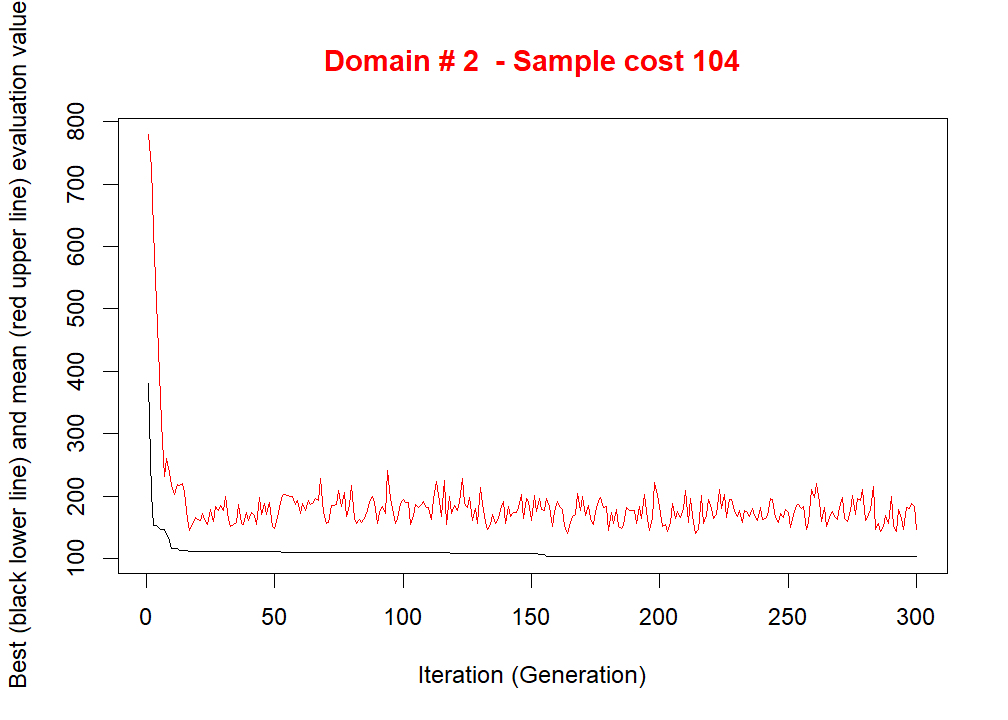 Domain # 2  - Sample cost 104
Best (black lower line) and mean (red upper line) evaluation value
800
700
600
500
400
300
200
100
0 50 100 150 200 250 300
Iteration (Generation)